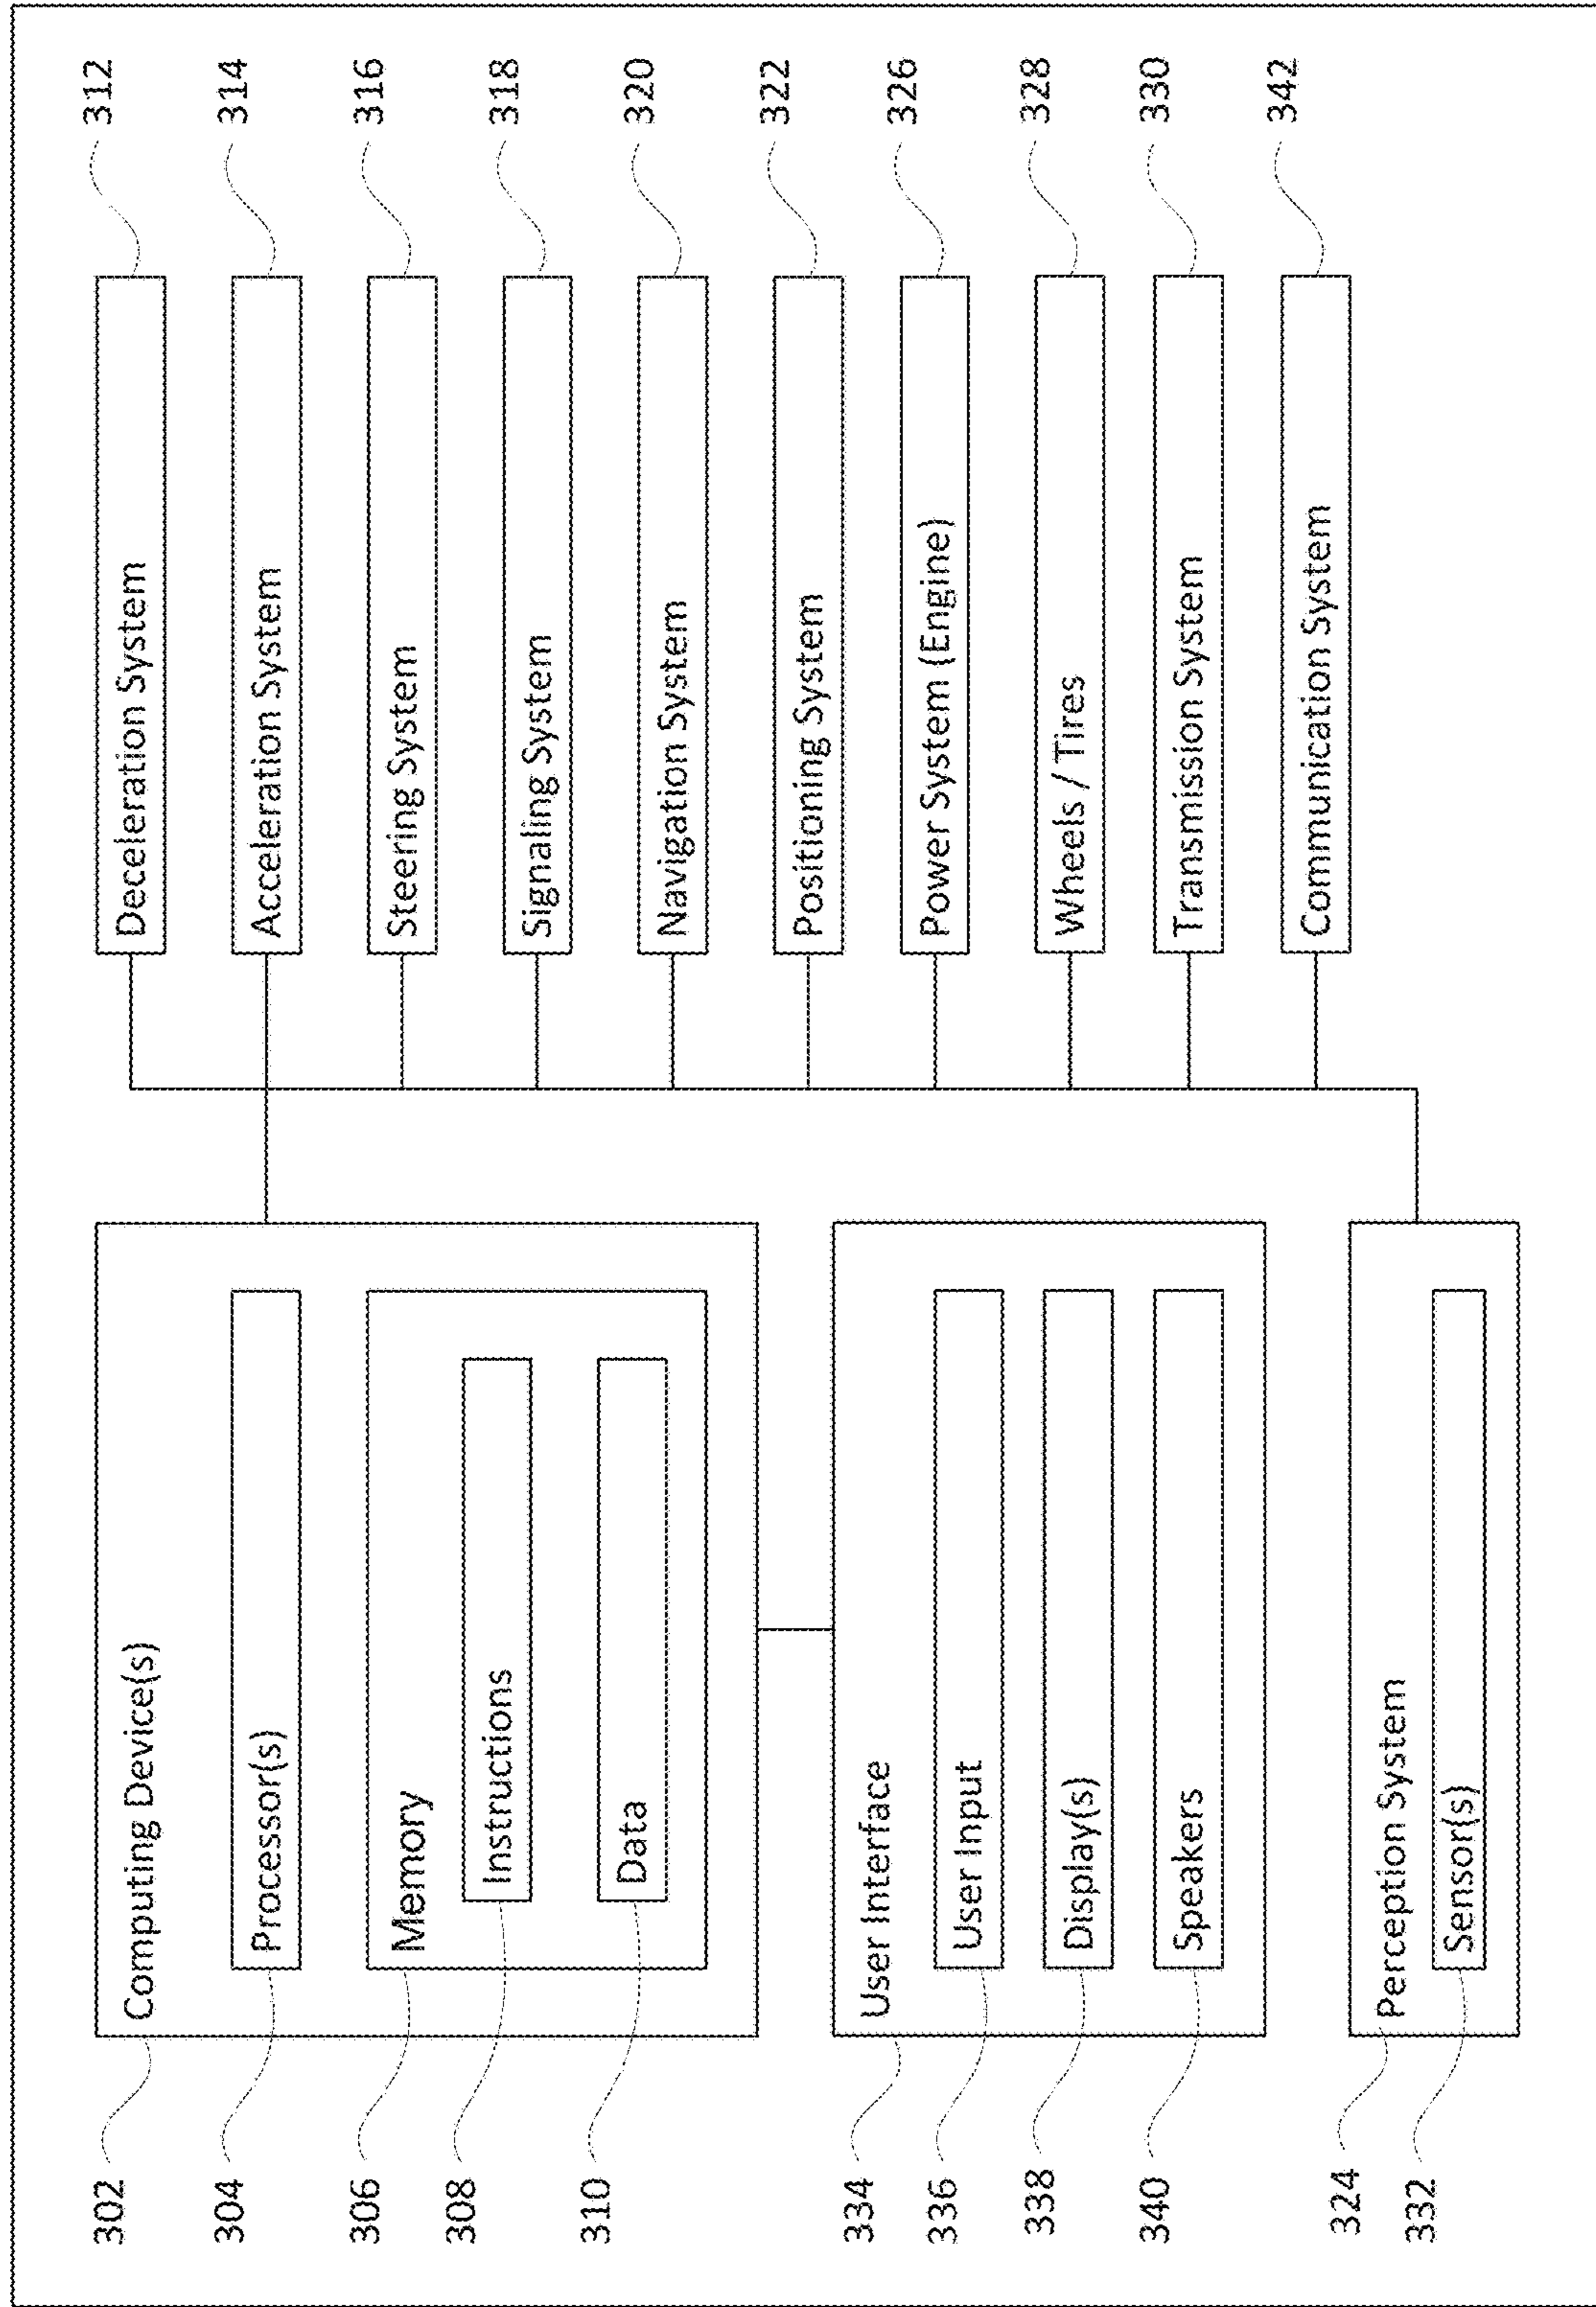 302
Computing Device(s)
304
Processor(s)
306
Memory
308
Instructions
310
Data
334
User Interface
336
User Input
338
Display(s)
340
Speakers
324
Perception System
332
Sensor(s)
Deceleration System
312
Acceleration System
314
Steering System
316
Signaling System
318
Navigation System
320
Positioning System
322
Power System (Engine)
326
Wheels / Tires
328
Transmission System
330
Communication System
342